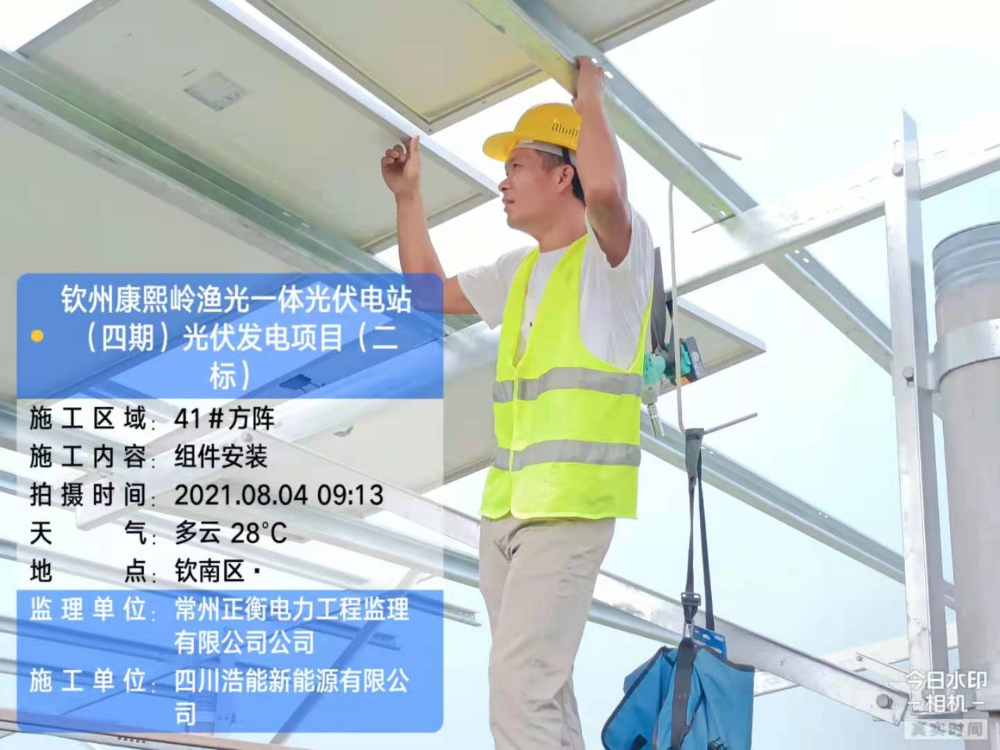 钦州康熙岭渔光一体光伏电站
（四期）光伏发电项目（二
标）
施工区域：41#方阵
施工内容：组件安装
拍摄时间：2021.08.04 09:13
天气：多云 28℃
地点：钦南区·
监理单位：常州正衡电力工程监理
有限公司公司
施工单位：四川浩能新能源有限公
司
今日水印
-相机-
真实时间